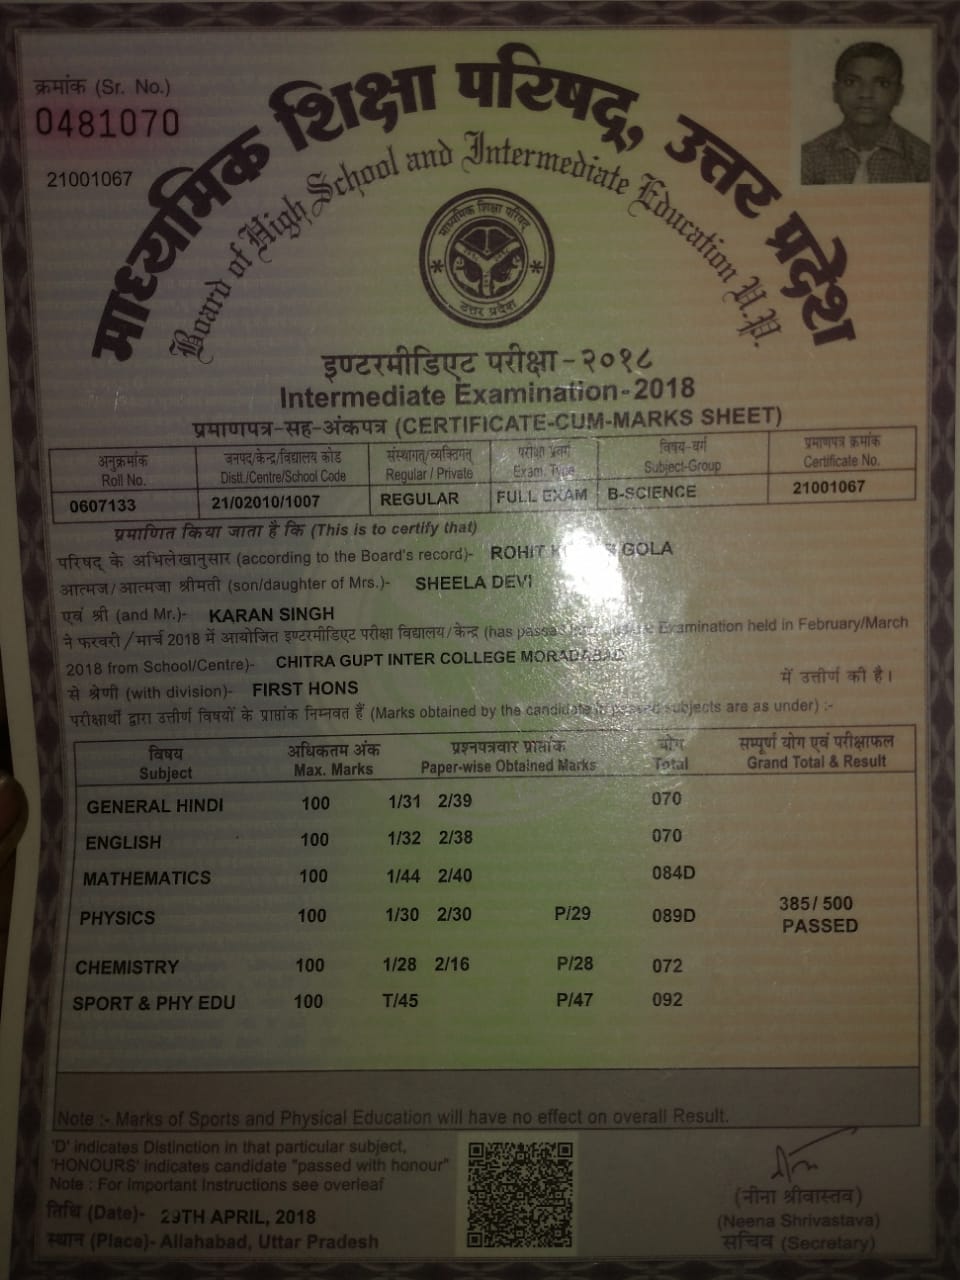 क्रमांक (Sr. No.)
0481070
21001067
माध्यमिक शिक्षा परिषद्, उत्तर प्रदेश
Board of High School and Intermediate Education U.P.
माध्यमिक शिक्षा परिषद्
उत्तर प्रदेश
इण्टरमीडिएट परीक्षा - २०१८
Intermediate Examination-2018
प्रमाणपत्र-सह-अंकपत्र (CERTIFICATE-CUM-MARKS SHEET)
अनुक्रमांक जनपद/केन्द्र/विद्यालय कोड संस्थागत/व्यक्तिगत परीक्षा प्रवर्ग विषय-वर्ग प्रमाणपत्र क्रमांक
Roll No. Distt./Centre/School Code Regular / Private Exam. Type Subject-Group Certificate No.
0607133 21/02010/1007 REGULAR FULL EXAM B-SCIENCE 21001067
प्रमाणित किया जाता है कि (This is to certify that)
परिषद् के अभिलेखानुसार (according to the Board's record)- ROHIT GOLA
आत्मज/आत्मजा श्रीमती (son/daughter of Mrs.)- SHEELA DEVI
एवं श्री (and Mr.)- KARAN SINGH
ने फरवरी/मार्च 2018 में आयोजित इण्टरमीडिएट परीक्षा विद्यालय/केन्द्र (has passed Examination held in February/March
2018 from School/Centre)- CHITRA GUPT INTER COLLEGE MORADABAD
में उत्तीर्ण की है।
से श्रेणी (with division)- FIRST HONS
परीक्षार्थी द्वारा उत्तीर्ण विषयों के प्राप्तांक निम्नवत हैं (Marks obtained by the candidate in passed subjects are as under) :-
विषय अधिकतम अंक प्रश्नपत्रवार प्राप्तांक योग सम्पूर्ण योग एवं परीक्षाफल
Subject Max. Marks Paper-wise Obtained Marks Total Grand Total & Result
GENERAL HINDI 100 1/31 2/39 070
ENGLISH 100 1/32 2/38 070
MATHEMATICS 100 1/44 2/40 084D
PHYSICS 100 1/30 2/30 P/29 089D 385/ 500
PASSED
CHEMISTRY 100 1/28 2/16 P/28 072
SPORT & PHY EDU 100 T/45 P/47 092
Note :- Marks of Sports and Physical Education will have no effect on overall Result.
'D' indicates Distinction in that particular subject,
'HONOURS' indicates candidate "passed with honour"
Note : For Important Instructions see overleaf
तिथि (Date)- 29TH APRIL, 2018
स्थान (Place)- Allahabad, Uttar Pradesh
(नीना श्रीवास्तव)
(Neena Shrivastava)
सचिव (Secretary)